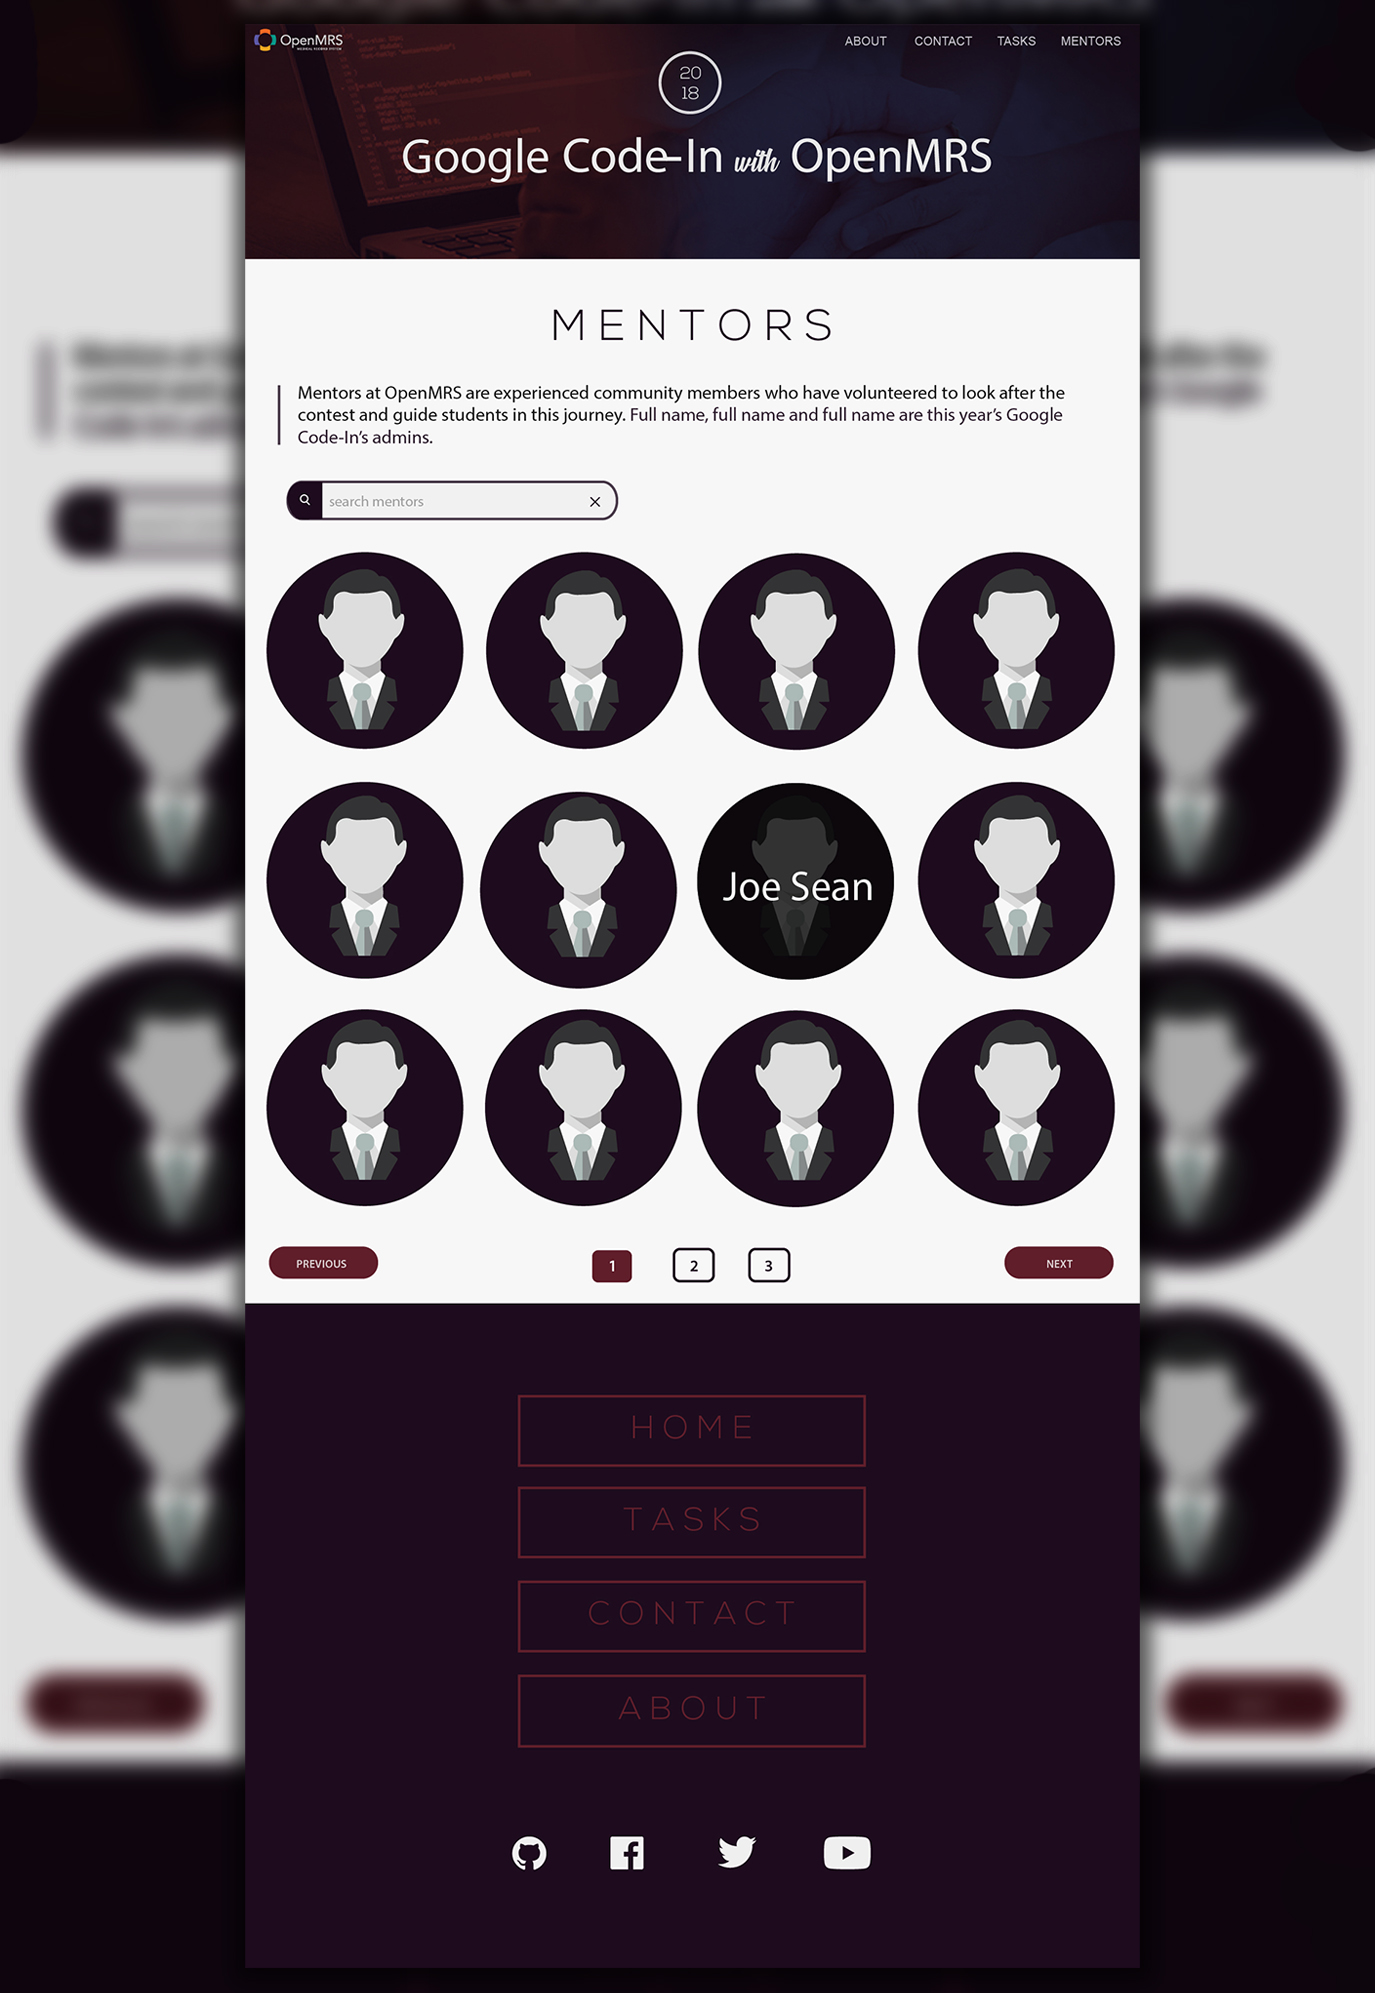 OpenMRS
MEDICAL RECORD SYSTEM
ABOUT CONTACT TASKS MENTORS
20
18
Google Code-In with OpenMRS
MENTORS
Mentors at OpenMRS are experienced community members who have volunteered to look after the
contest and guide students in this journey. Full name, full name and full name are this year's Google
Code-In's admins.
search mentors
Joe Sean
PREVIOUS
1 2 3
NEXT
HOME
TASKS
CONTACT
ABOUT